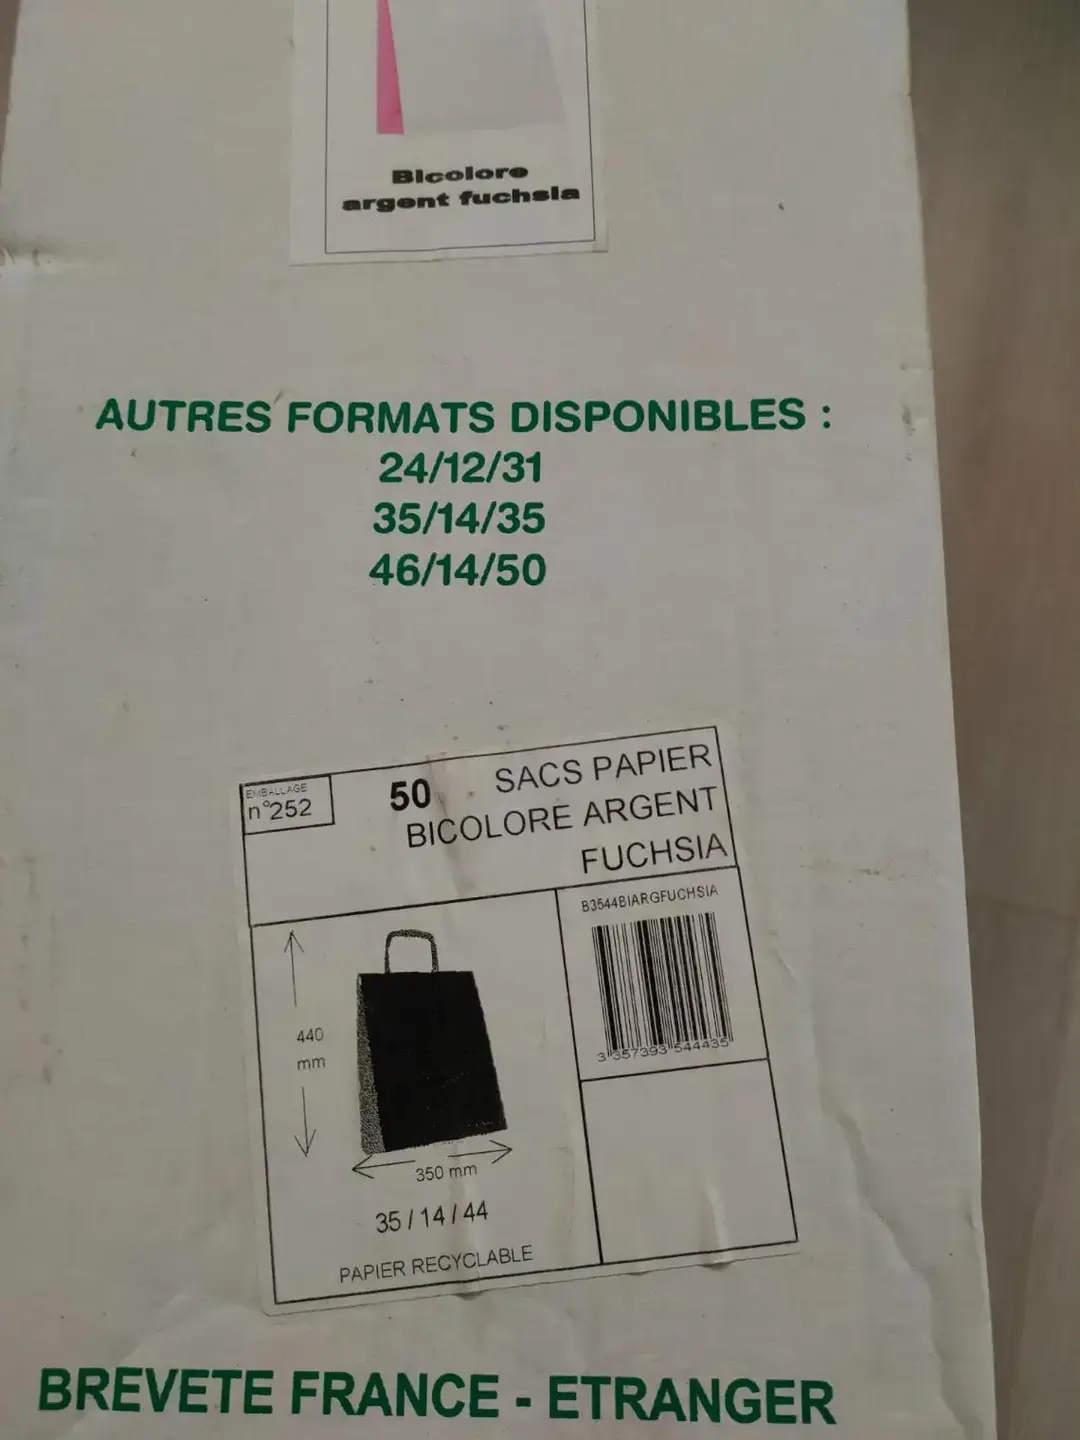 Bicolore
argent fuchsia
AUTRES FORMATS DISPONIBLES :
24/12/31
35/14/35
46/14/50
EMBALLAGE
n°252
50 SACS PAPIER
BICOLORE ARGENT
FUCHSIA
B3544BIARGFUCHSIA
3 357393 544435
440
mm
350 mm
35 / 14 / 44
PAPIER RECYCLABLE
BREVETE FRANCE - ETRANGER